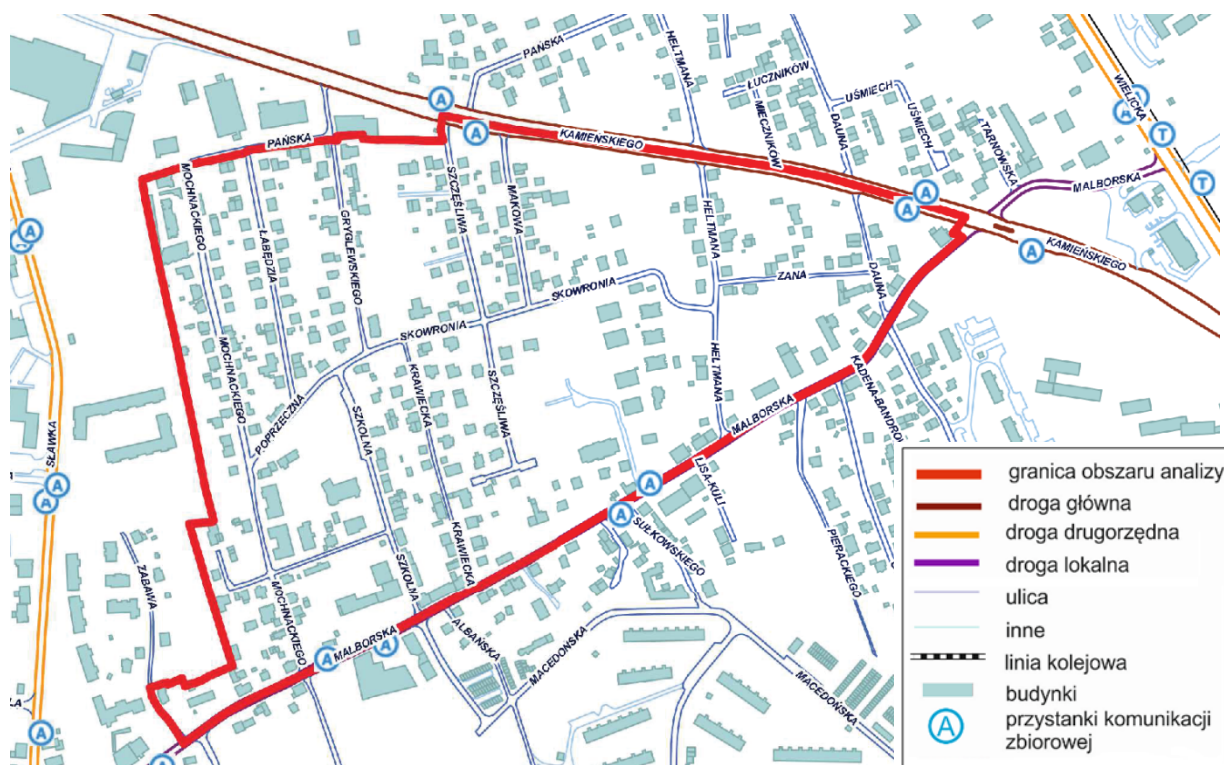 PAŃSKA
HELTMANA
ŁUCZNIKÓW
MIECZNIKÓW
DAUNA
UŚMIECH
UŚMIECH
TARNOWSKA
WIELICKA
A
A
T
T
MALBORSKA
A
A
KAMIEŃSKIEGO
PAŃSKA
MOCHNACKIEGO
ŁABĘDZIA
GRYGLEWSKIEGO
SZCZĘŚLIWA
MAKOWA
HELTMANA
A
A
A
KAMIEŃSKIEGO
A
A
ZANA
DAUNA
SKOWRONIA
SKOWRONIA
MOCHNACKIEGO
POPRZECZNA
SZKOLNA
KRAWIECKA
SZCZĘŚLIWA
HELTMANA
MALBORSKA
KADENA-BANDRO
SŁAWKA
A
A
LISA-KULI
A
A
SUŁKOWSKIEGO
PIERACKIEGO
ZABAWA
MOCHNACKIEGO
SZKOLNA
KRAWIECKA
ALBAŃSKA
MACEDOŃSKA
MACEDOŃSKA
MALBORSKA
A
A
ŁA
A
A
granica obszaru analizy
droga główna
droga drugorzędna
droga lokalna
ulica
inne
linia kolejowa
budynki
A
przystanki komunikacji
zbiorowej